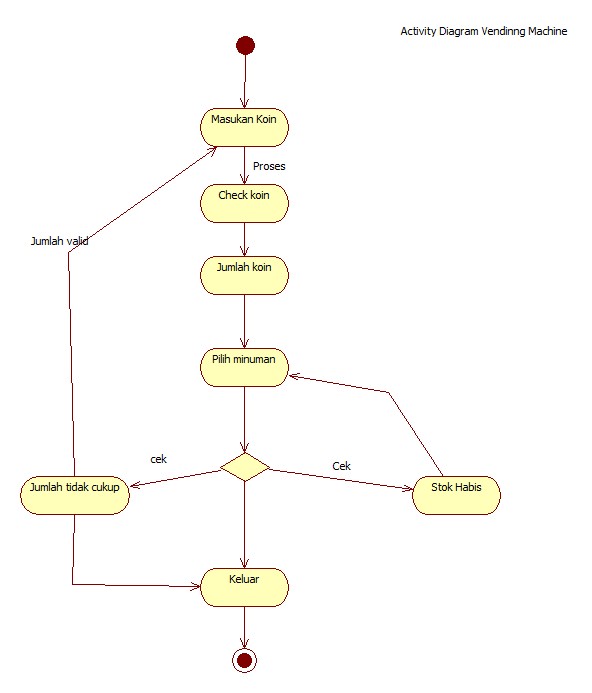 Activity Diagram Vendinng Machine
Masukan Koin
Proses
Check koin
Jumlah valid
Jumlah koin
Pilih minuman
cek
Cek
Jumlah tidak cukup
Stok Habis
Keluar